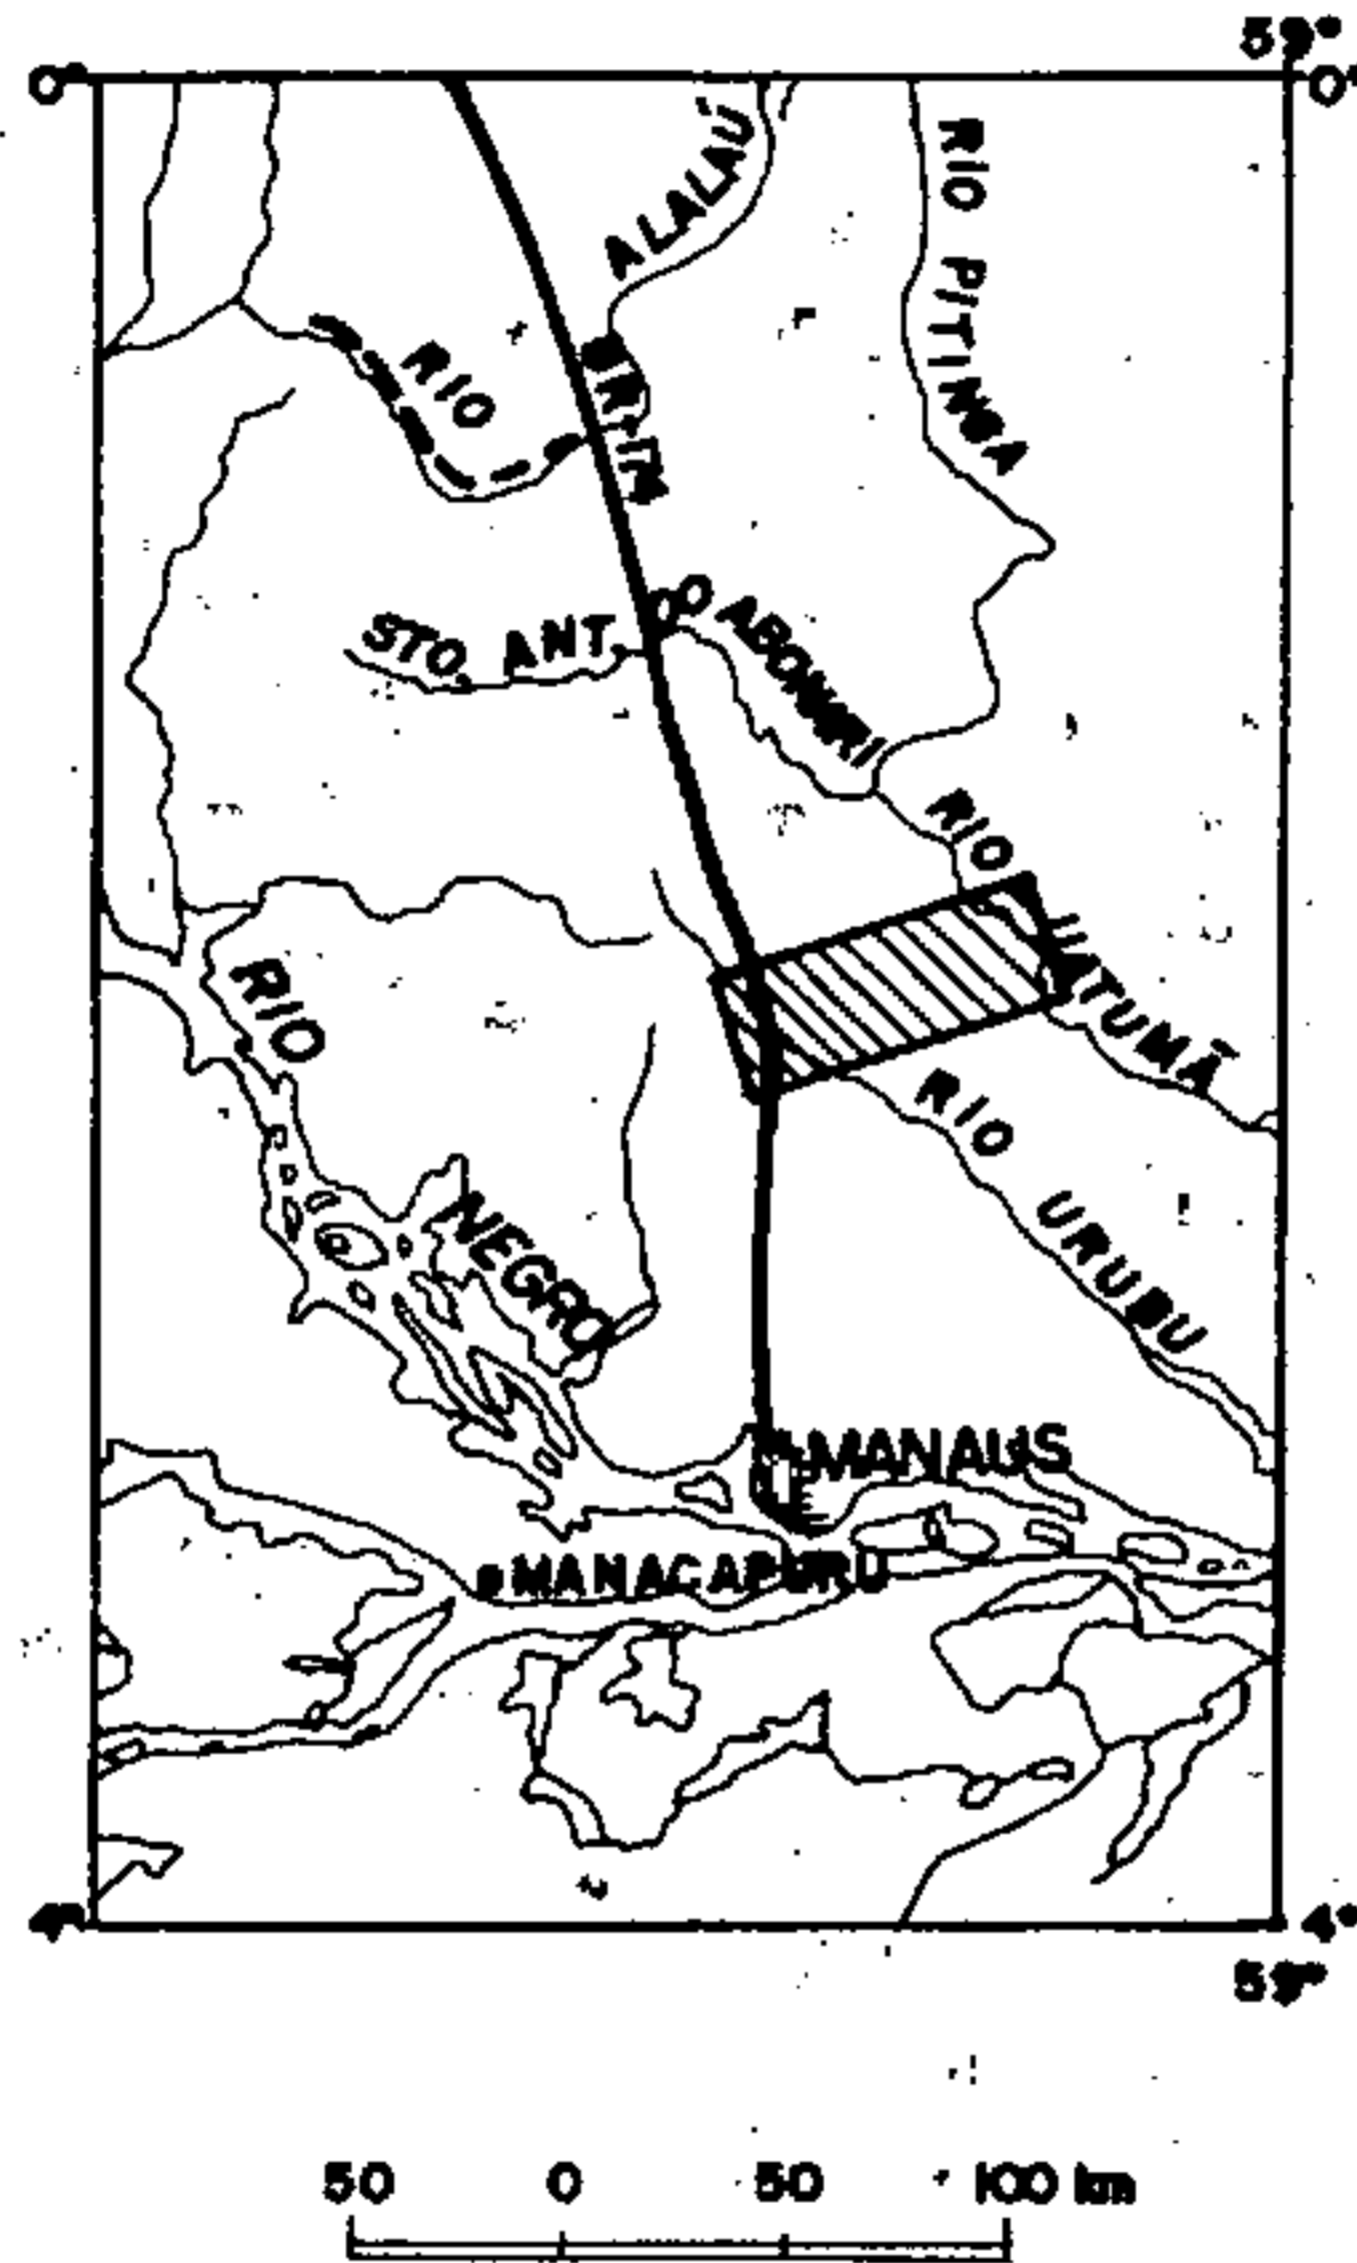 59°
0° 0°
ALALAÚ
RIO PITINGA
RIO
STO. ANT. DO ABONARI
RIO UATUMÃ
RIO NEGRO
RIO URUBU
MANAUS
MANACAPURU
4° 4°
59°
50 0 50 100 km